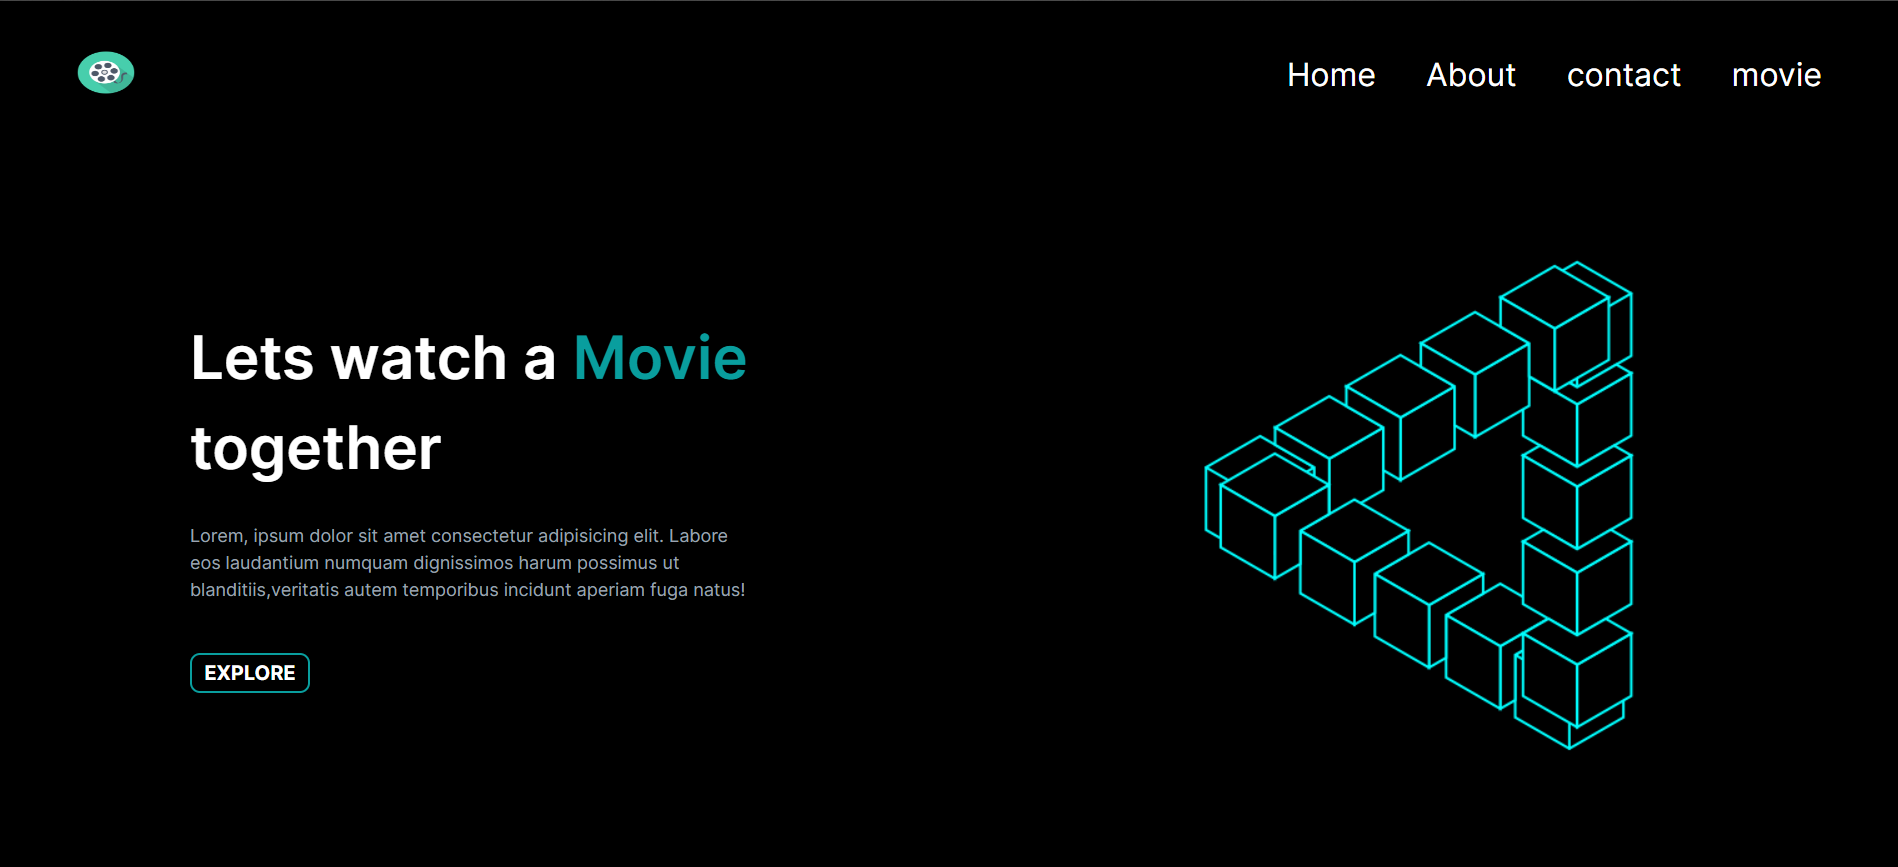 Home About contact movie
Lets watch a Movie
together
Lorem, ipsum dolor sit amet consectetur adipisicing elit. Labore
eos laudantium numquam dignissimos harum possimus ut
blanditiis,veritatis autem temporibus incidunt aperiam fuga natus!
EXPLORE